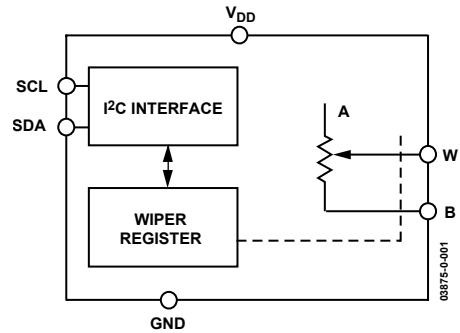 VDD
SCL
SDA
I2C INTERFACE
A
W
B
WIPER
REGISTER
GND
03875-0-001